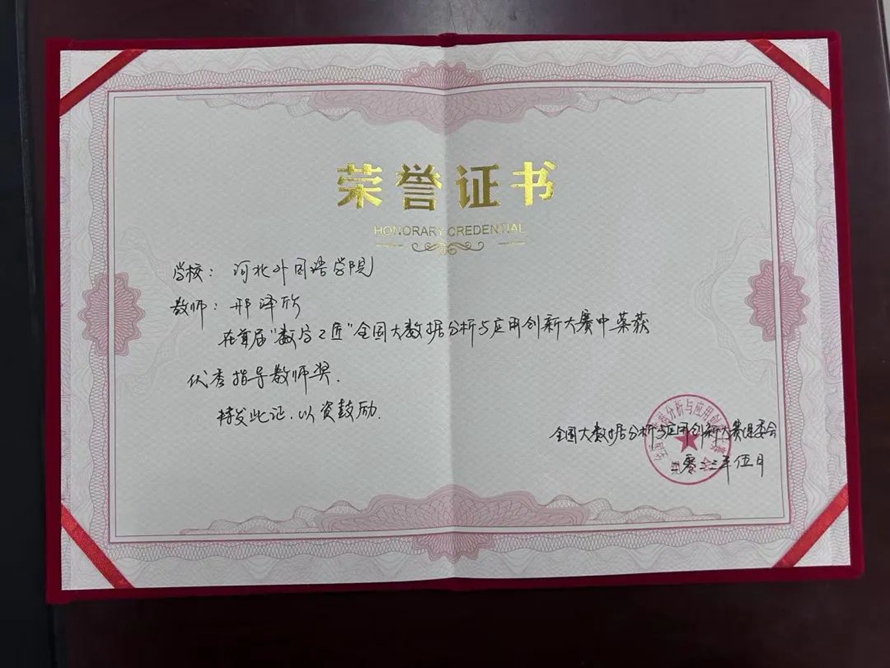 荣誉证书
HONORARY CREDENTIAL
学校：河北外国语学院
教师：邢泽欣
在首届“数字工匠”全国大数据分析与应用创新大赛中荣获
优秀指导教师奖.
特发此证.以资鼓励.
全国大数据分析与应用创新大赛组委会
二零二三年伍月